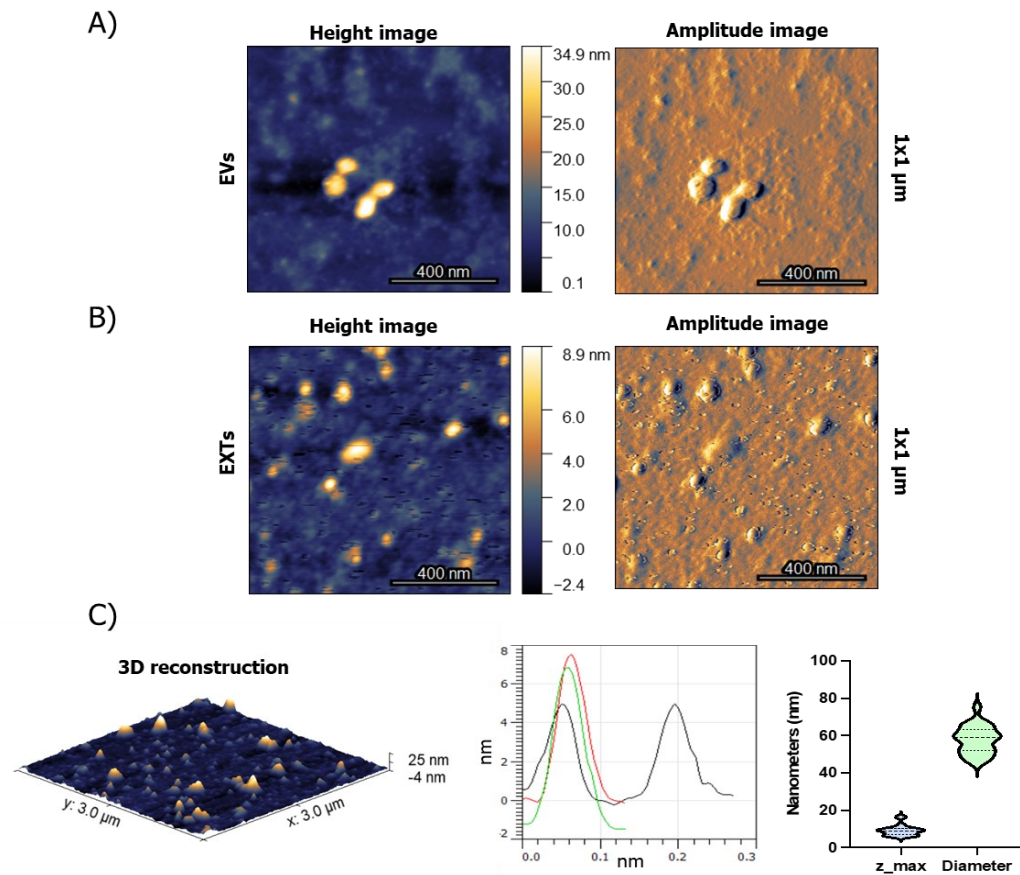 A)
Height image
Amplitude image
EVs
34.9 nm
30.0
25.0
20.0
15.0
10.0
0.1
400 nm
400 nm
1x1 µm
B)
Height image
Amplitude image
EXTs
8.9 nm
6.0
4.0
2.0
0.0
−2.4
400 nm
400 nm
1x1 µm
C)
3D reconstruction
25 nm
-4 nm
y: 3.0 µm
x: 3.0 µm
nm
8
6
4
2
0
-2
0.0 0.1 0.2 0.3
nm
Nanometers (nm)
100
80
60
40
20
0
z_max Diameter